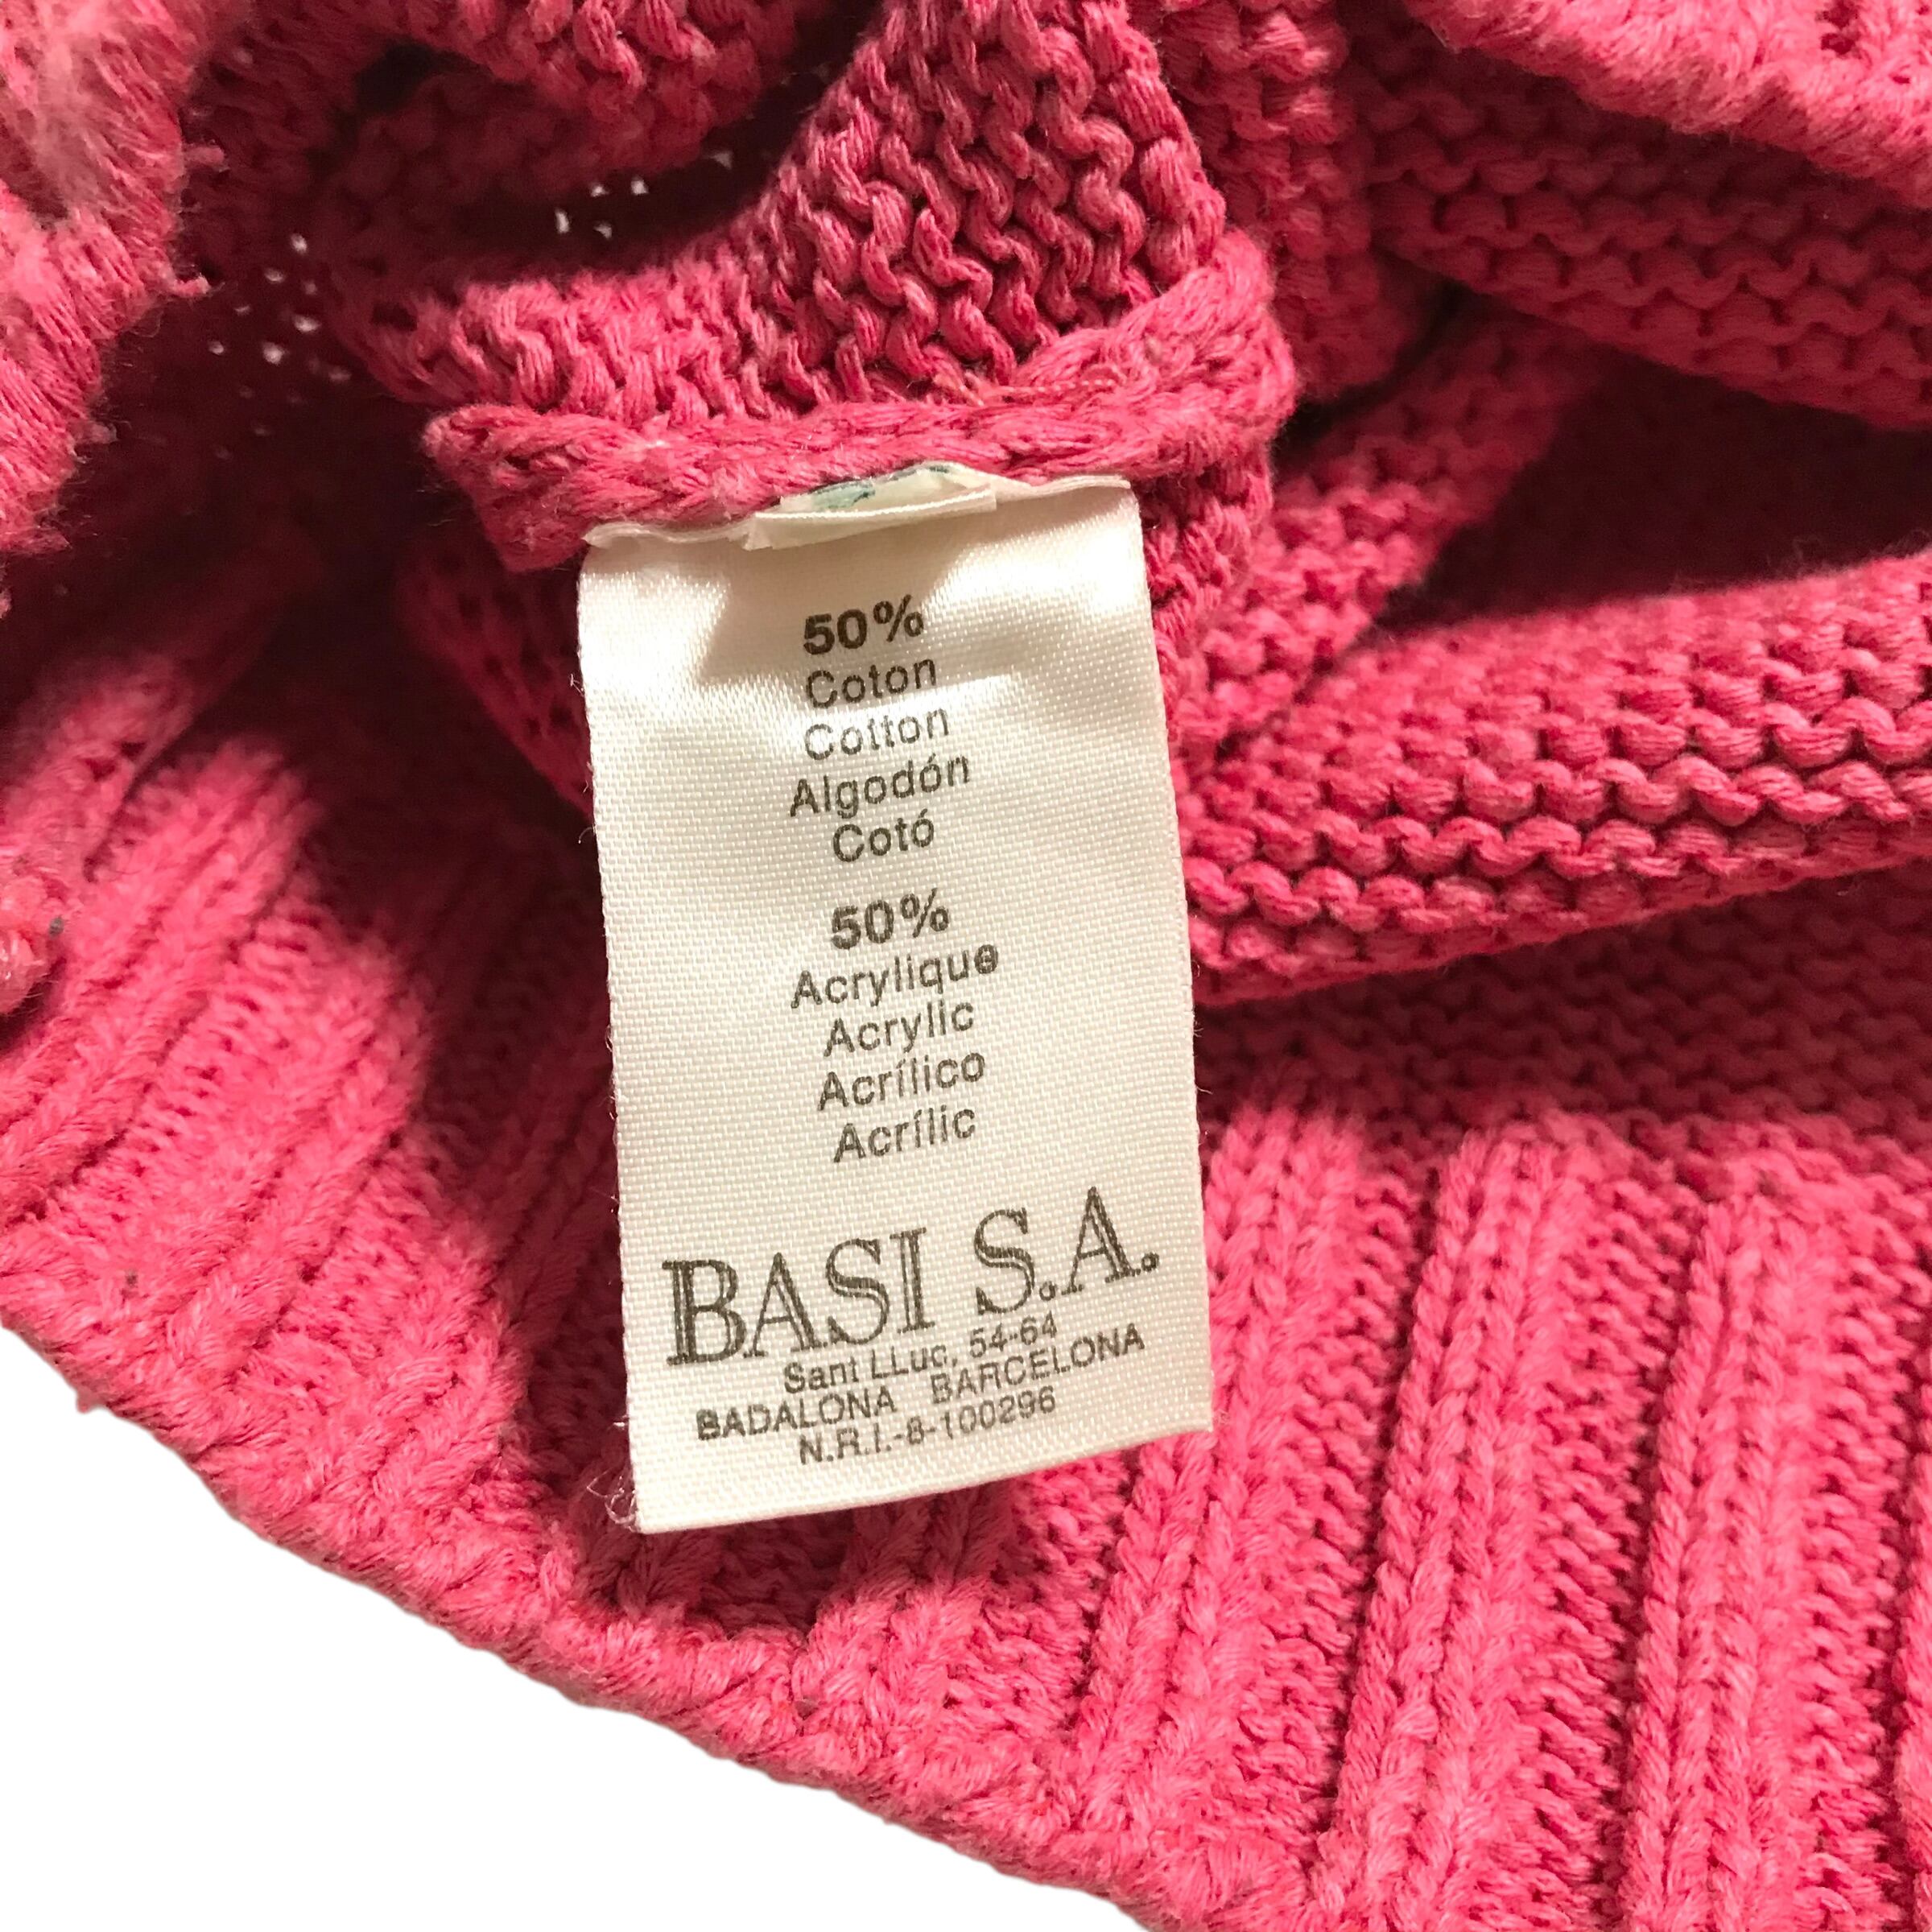 50%
Coton
Cotton
Algodón
Cotó
50%
Acrylique
Acrylic
Acrílico
Acrílic
BASI S.A.
Sant LLuc, 54-64
BADALONA BARCELONA
N.R.I.-8-100296